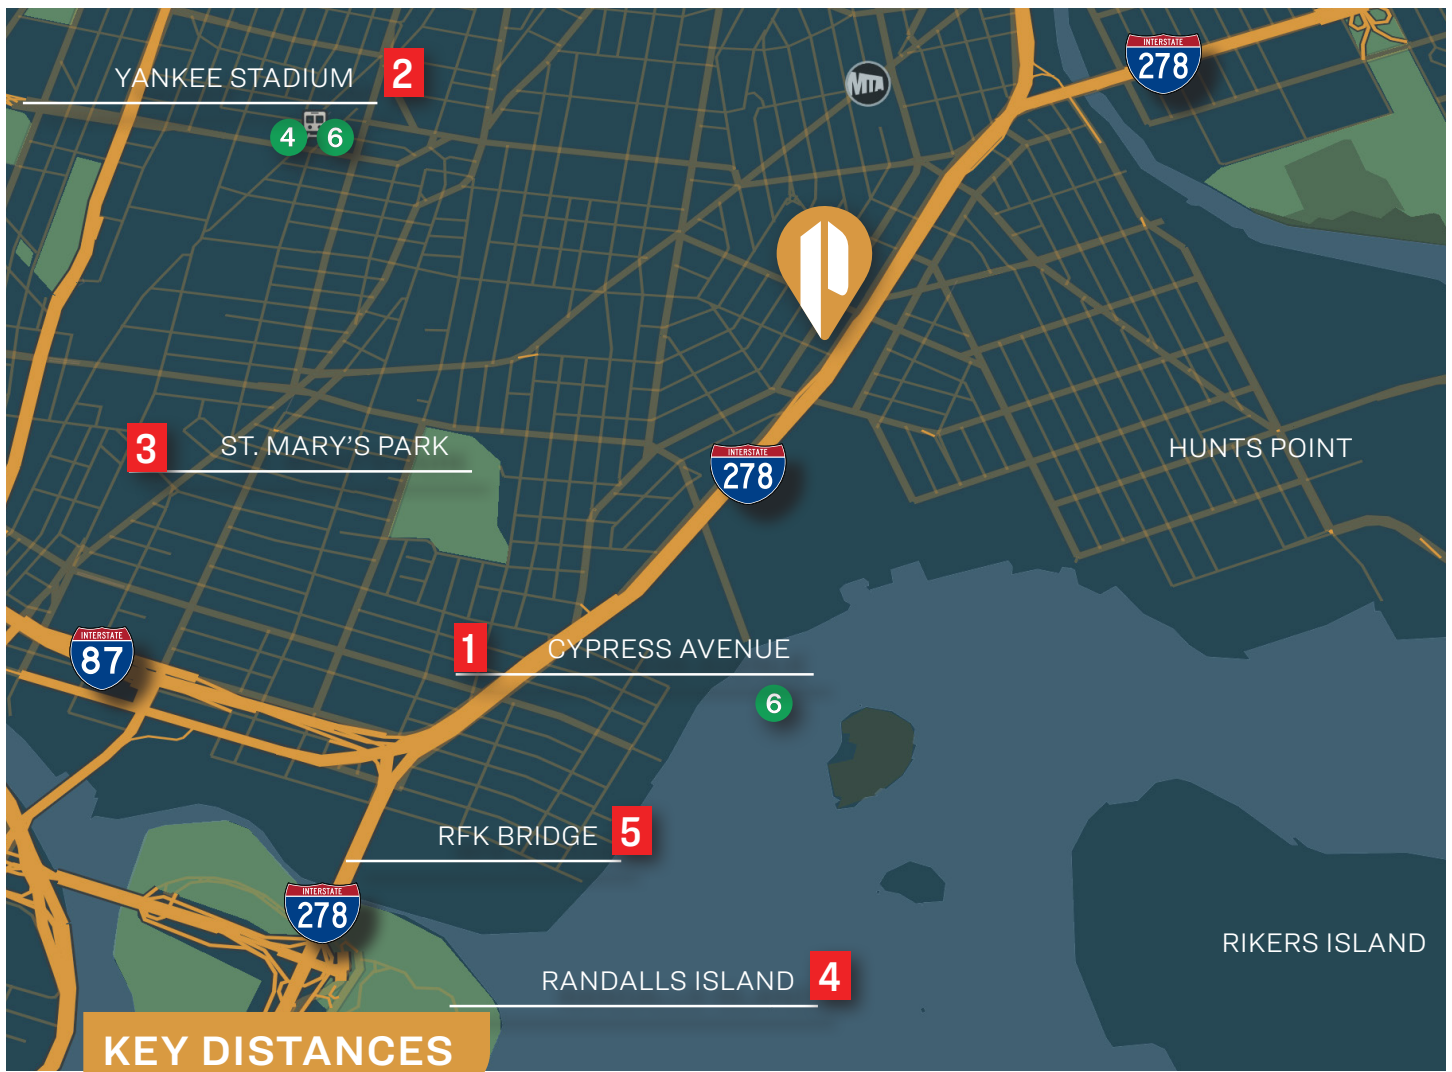 YANKEE STADIUM 2
4 6
MTA
INTERSTATE
278
3 ST. MARY'S PARK
INTERSTATE
278
HUNTS POINT
INTERSTATE
87
1 CYPRESS AVENUE
6
RFK BRIDGE 5
INTERSTATE
278
RANDALLS ISLAND 4
RIKERS ISLAND
KEY DISTANCES